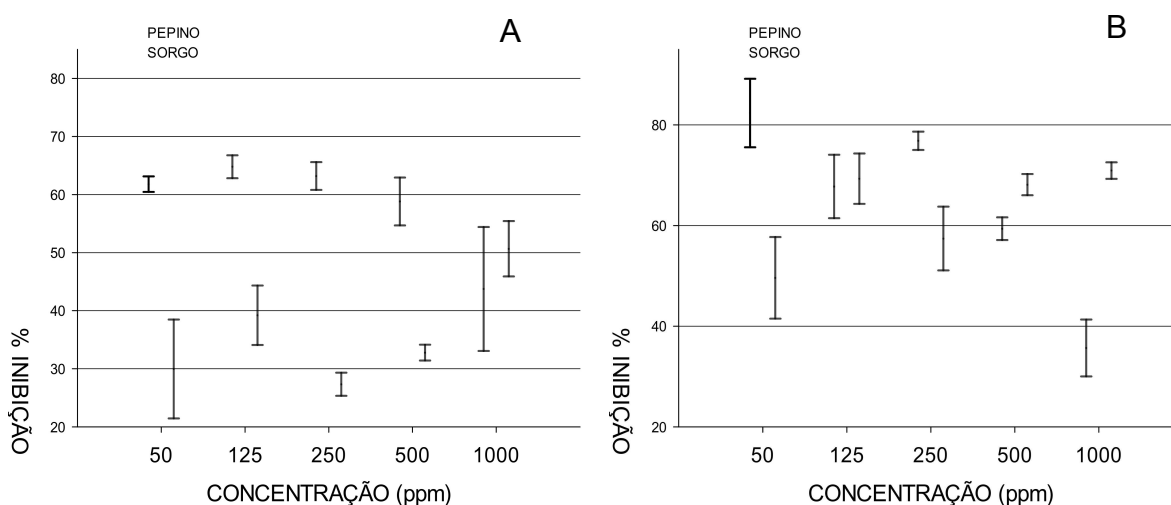 PEPINO
SORGO
A
80
70
60
50
40
30
20
% INIBIÇÃO
50 125 250 500 1000
CONCENTRAÇÃO (ppm)
PEPINO
SORGO
B
80
60
40
20
% INIBIÇÃO
50 125 250 500 1000
CONCENTRAÇÃO (ppm)